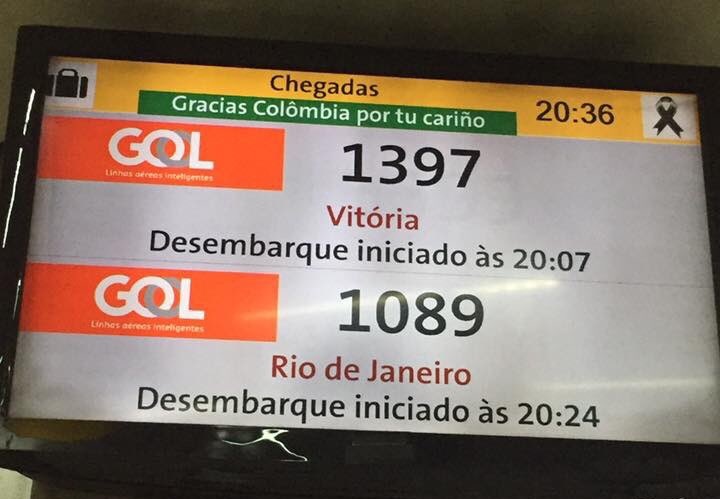 Chegadas
Gracias Colômbia por tu cariño
20:36
GOL
Linhas aéreas inteligentes
1397
Vitória
Desembarque iniciado às 20:07
GOL
Linhas aéreas inteligentes
1089
Rio de Janeiro
Desembarque iniciado às 20:24